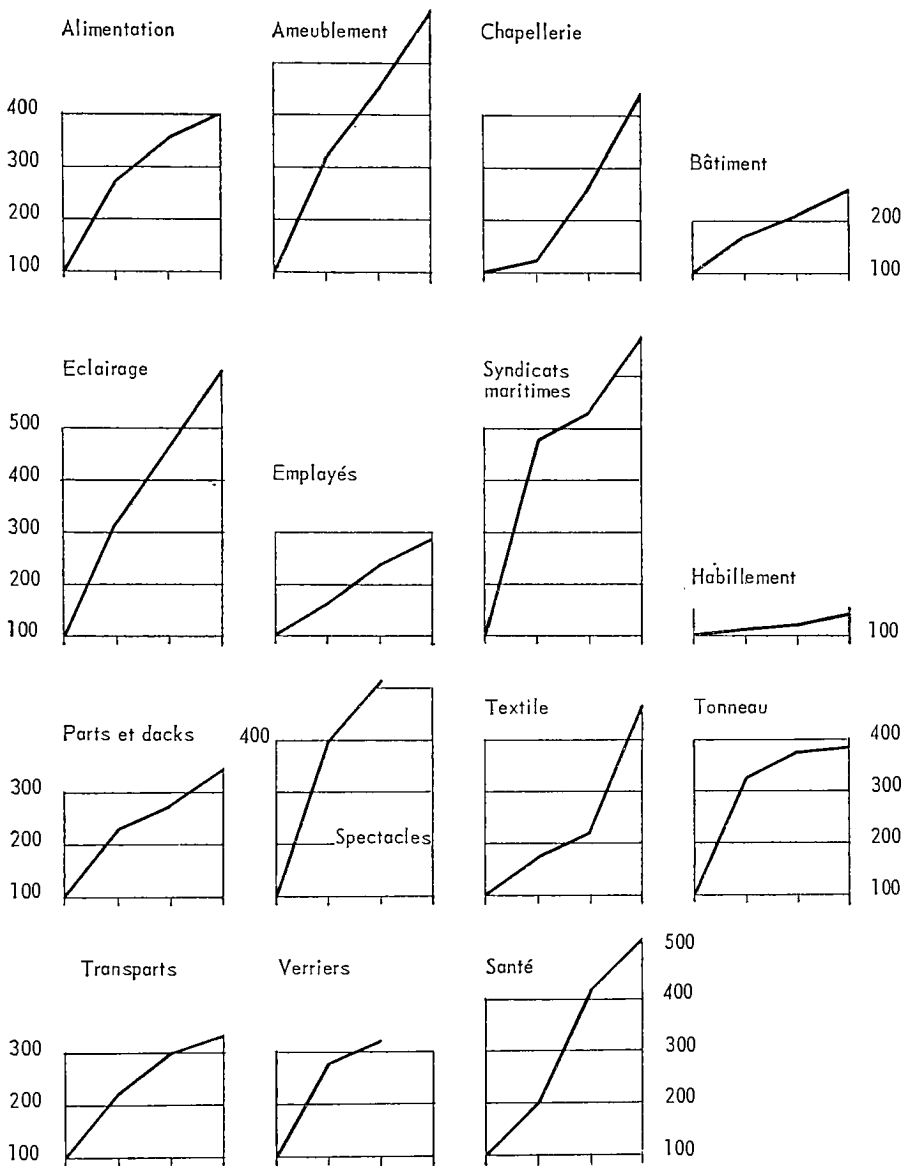 Alimentation
Ameublement
Chapellerie
400
300
200
100
Bâtiment
200
100
Eclairage
500
400
300
200
100
Emplayés
Syndicats
maritimes
Habillement
100
Parts et dacks
300
200
100
400
Spectacles
Textile
Tonneau
400
300
200
100
Transparts
300
200
100
Verriers
Santé
500
400
300
200
100